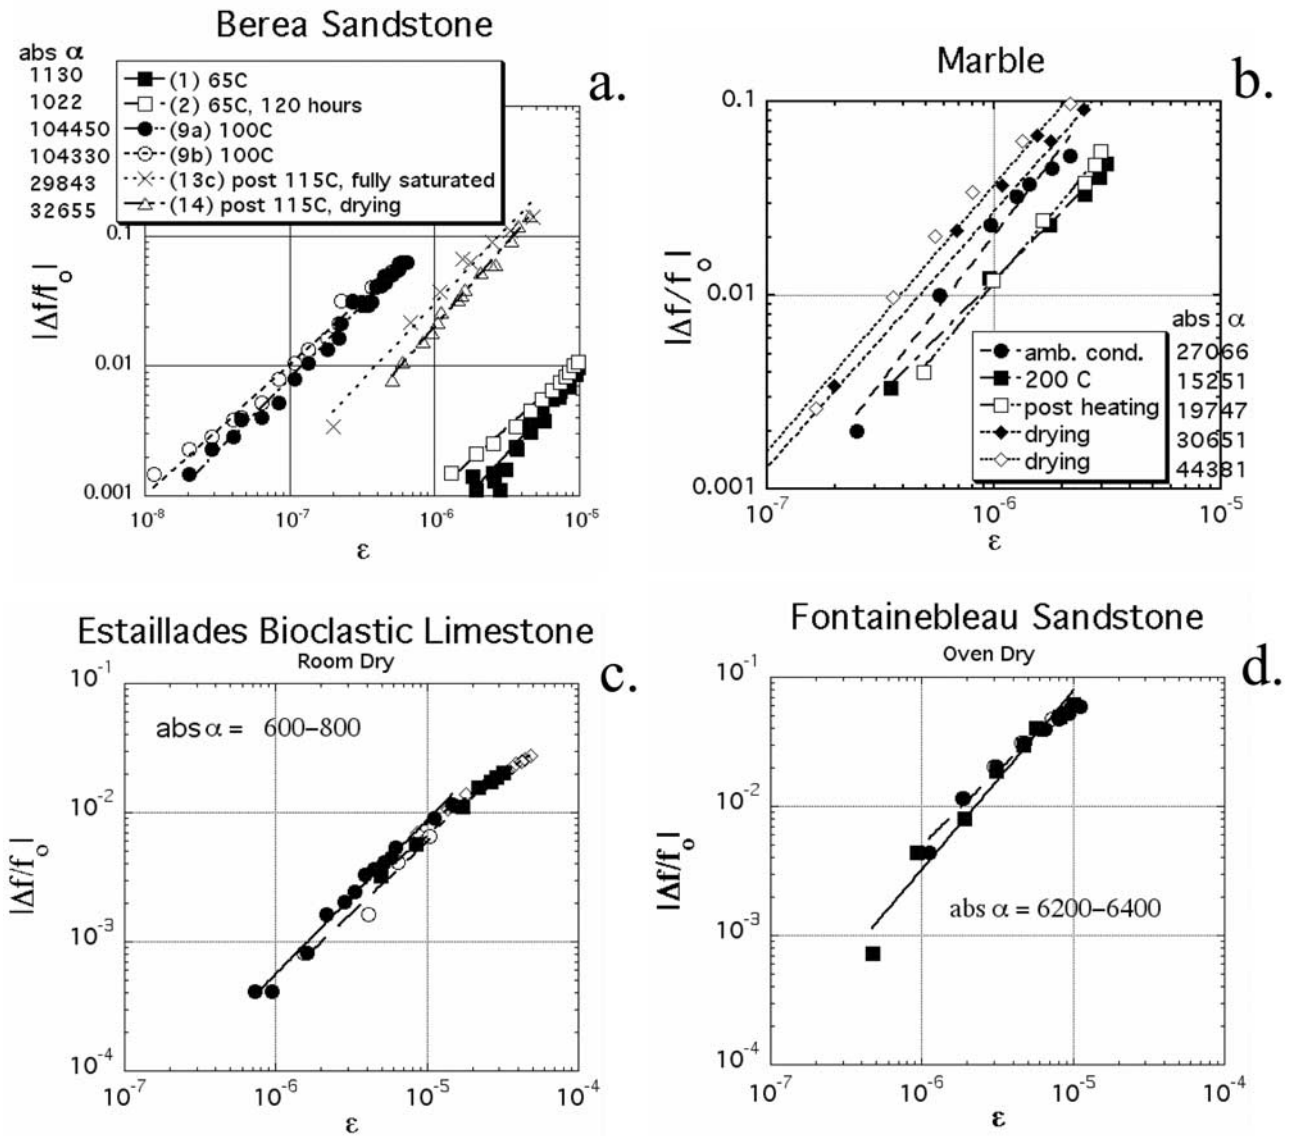 Berea Sandstone
a.
abs α
1130
1022
104450
104330
29843
32655
(1) 65C
(2) 65C, 120 hours
(9a) 100C
(9b) 100C
(13c) post 115C, fully saturated
(14) post 115C, drying
0.1
0.01
0.001
|Δf/f₀|
10⁻⁸
10⁻⁷
10⁻⁶
10⁻⁵
ε
Marble
b.
0.1
0.01
0.001
|Δf/f₀|
abs α
amb. cond. 27066
200 C 15251
post heating 19747
drying 30651
drying 44381
10⁻⁷
10⁻⁶
10⁻⁵
ε
Estaillades Bioclastic Limestone
Room Dry
c.
abs α = 600–800
10⁻¹
10⁻²
10⁻³
10⁻⁴
|Δf/f₀|
10⁻⁷
10⁻⁶
10⁻⁵
10⁻⁴
ε
Fontainebleau Sandstone
Oven Dry
d.
10⁻¹
10⁻²
10⁻³
10⁻⁴
|Δf/f₀|
abs α = 6200–6400
10⁻⁷
10⁻⁶
10⁻⁵
10⁻⁴
ε